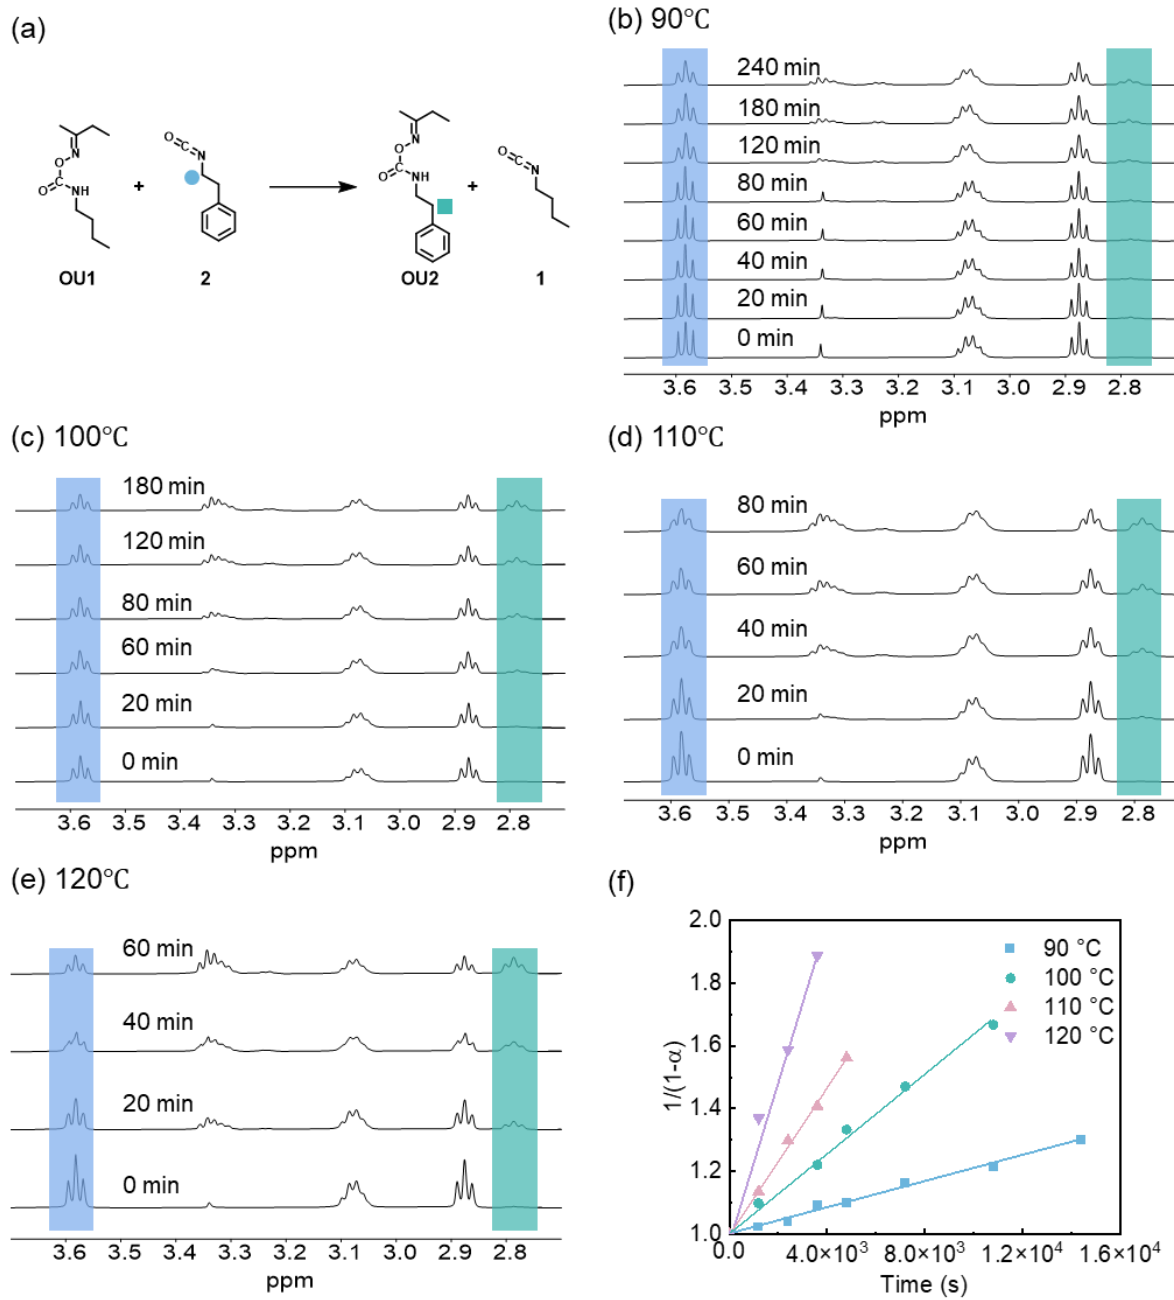 (a)
O
C
N
N
O
C
O
NH
+
OU1
2
N
O
C
O
NH
+
O
C
N
OU2
1
(b) 90℃
240 min
180 min
120 min
80 min
60 min
40 min
20 min
0 min
3.6 3.5 3.4 3.3 3.2 3.1 3.0 2.9 2.8
ppm
(c) 100℃
180 min
120 min
80 min
60 min
20 min
0 min
3.6 3.5 3.4 3.3 3.2 3.1 3.0 2.9 2.8
ppm
(d) 110℃
80 min
60 min
40 min
20 min
0 min
3.6 3.5 3.4 3.3 3.2 3.1 3.0 2.9 2.8
ppm
(e) 120℃
60 min
40 min
20 min
0 min
3.6 3.5 3.4 3.3 3.2 3.1 3.0 2.9 2.8
ppm
(f)
2.0
1.8
1.6
1.4
1.2
1.0
1/(1-α)
90 °C
100 °C
110 °C
120 °C
0.0 4.0×10³ 8.0×10³ 1.2×10⁴ 1.6×10⁴
Time (s)